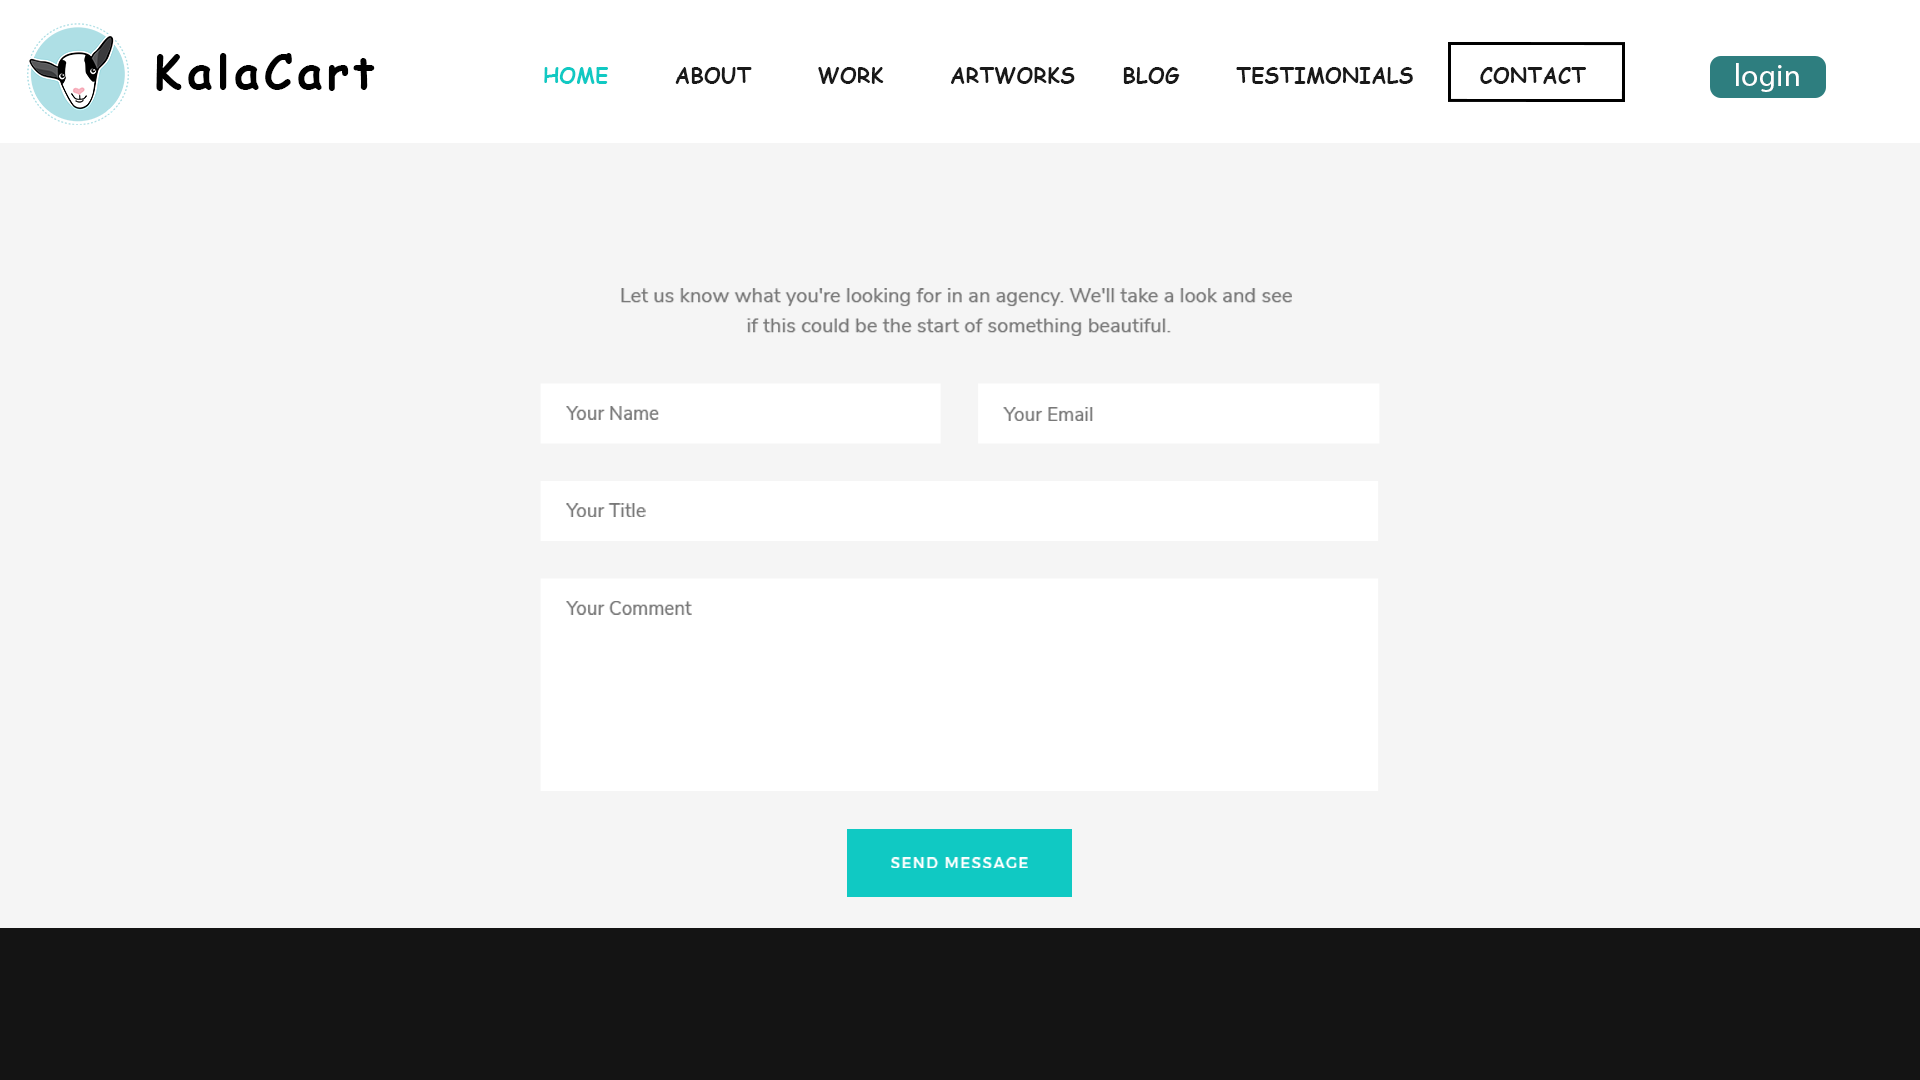 KalaCart
HOME ABOUT WORK ARTWORKS BLOG TESTIMONIALS CONTACT login
Let us know what you're looking for in an agency. We'll take a look and see
if this could be the start of something beautiful.
Your Name Your Email
Your Title
Your Comment
SEND MESSAGE